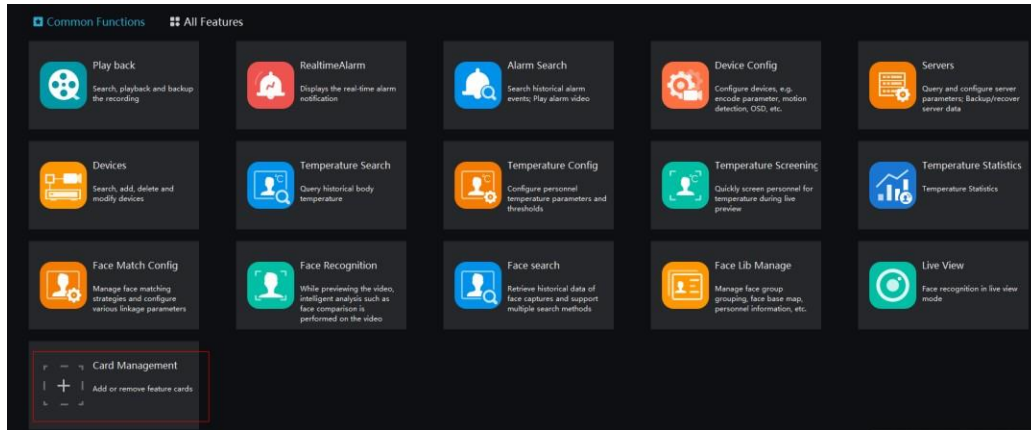 Common Functions All Features
Play back
Search, playback and backup
the recording
RealtimeAlarm
Displays the real-time alarm
notification
Alarm Search
Search historical alarm
events; Play alarm video
Device Config
Configure devices, e.g.
encode parameter, motion
detection, OSD, etc.
Servers
Query and configure server
parameters; Backup/recover
server data
Devices
Search, add, delete and
modify devices
Temperature Search
Query historical body
temperature
Temperature Config
Configure personnel
temperature parameters and
thresholds
Temperature Screening
Quickly screen personnel for
temperature during live
preview
Temperature Statistics
Temperature Statistics
Face Match Config
Manage face matching
strategies and configure
various linkage parameters
Face Recognition
While previewing the video,
intelligent analysis such as
face comparison is
performed on the video
Face search
Retrieve historical data of
face captures and support
multiple search methods
Face Lib Manage
Manage face group
grouping, face base map,
personnel information, etc.
Live View
Face recognition in live view
mode
Card Management
Add or remove feature cards